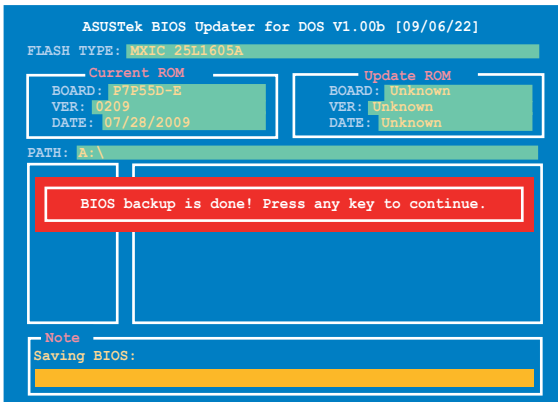 ASUSTek BIOS Updater for DOS V1.00b [09/06/22]
FLASH TYPE: MXIC 25L1605A
Current ROM
BOARD: P7P55D-E
VER: 0209
DATE: 07/28/2009
Update ROM
BOARD: Unknown
VER: Unknown
DATE: Unknown
PATH: A:\
BIOS backup is done! Press any key to continue.
Note
Saving BIOS: